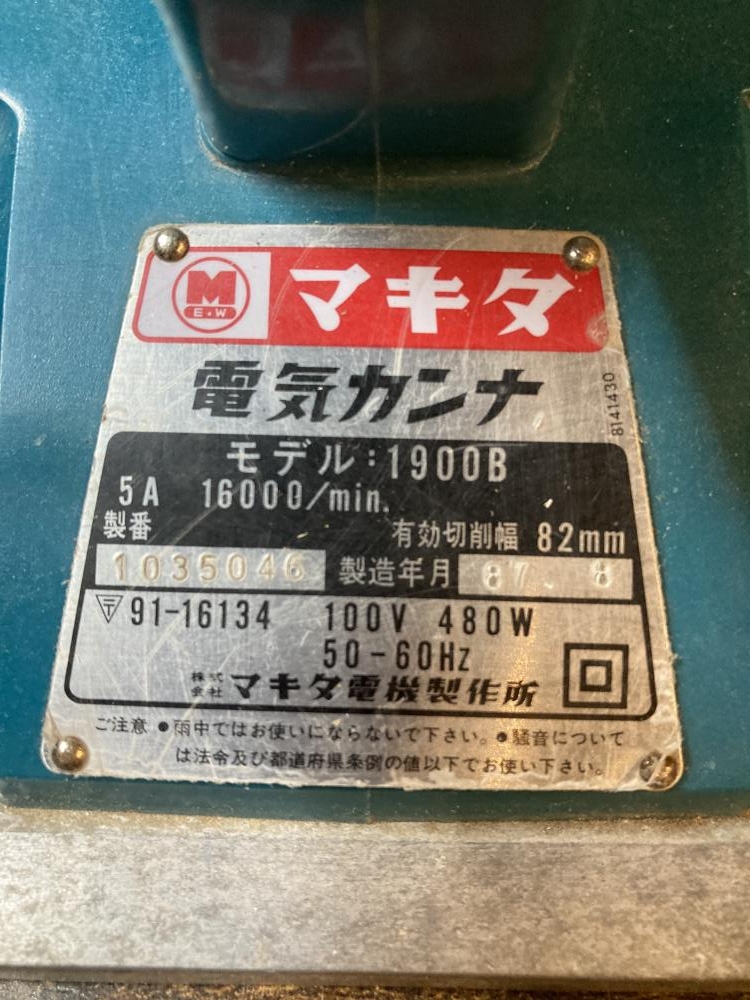 M
E・W
マキタ
電気カンナ
8141430
モデル:1900B
5A 16000/min.
製番
有効切削幅 82mm
1035046 製造年月 87. 8
〒91-16134 100V 480W
50-60Hz
株式会社 マキタ電機製作所
ご注意 ●雨中ではお使いにならないで下さい。●騒音について
は法令及び都道府県条例の値以下でお使い下さい。